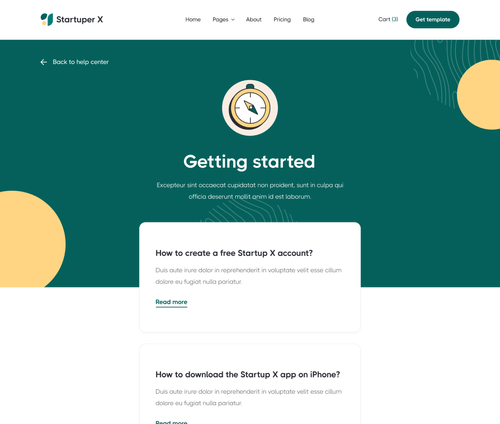 Startuper X
Home
Pages
About
Pricing
Blog
Cart (3)
Get template
Back to help center
Getting started
Excepteur sint occaecat cupidatat non proident, sunt in culpa qui
officia deserunt mollit anim id est laborum.
How to create a free Startup X account?
Duis aute irure dolor in reprehenderit in voluptate velit esse cillum
dolore eu fugiat nulla pariatur.
Read more
How to download the Startup X app on iPhone?
Duis aute irure dolor in reprehenderit in voluptate velit esse cillum
dolore eu fugiat nulla pariatur.
Read more